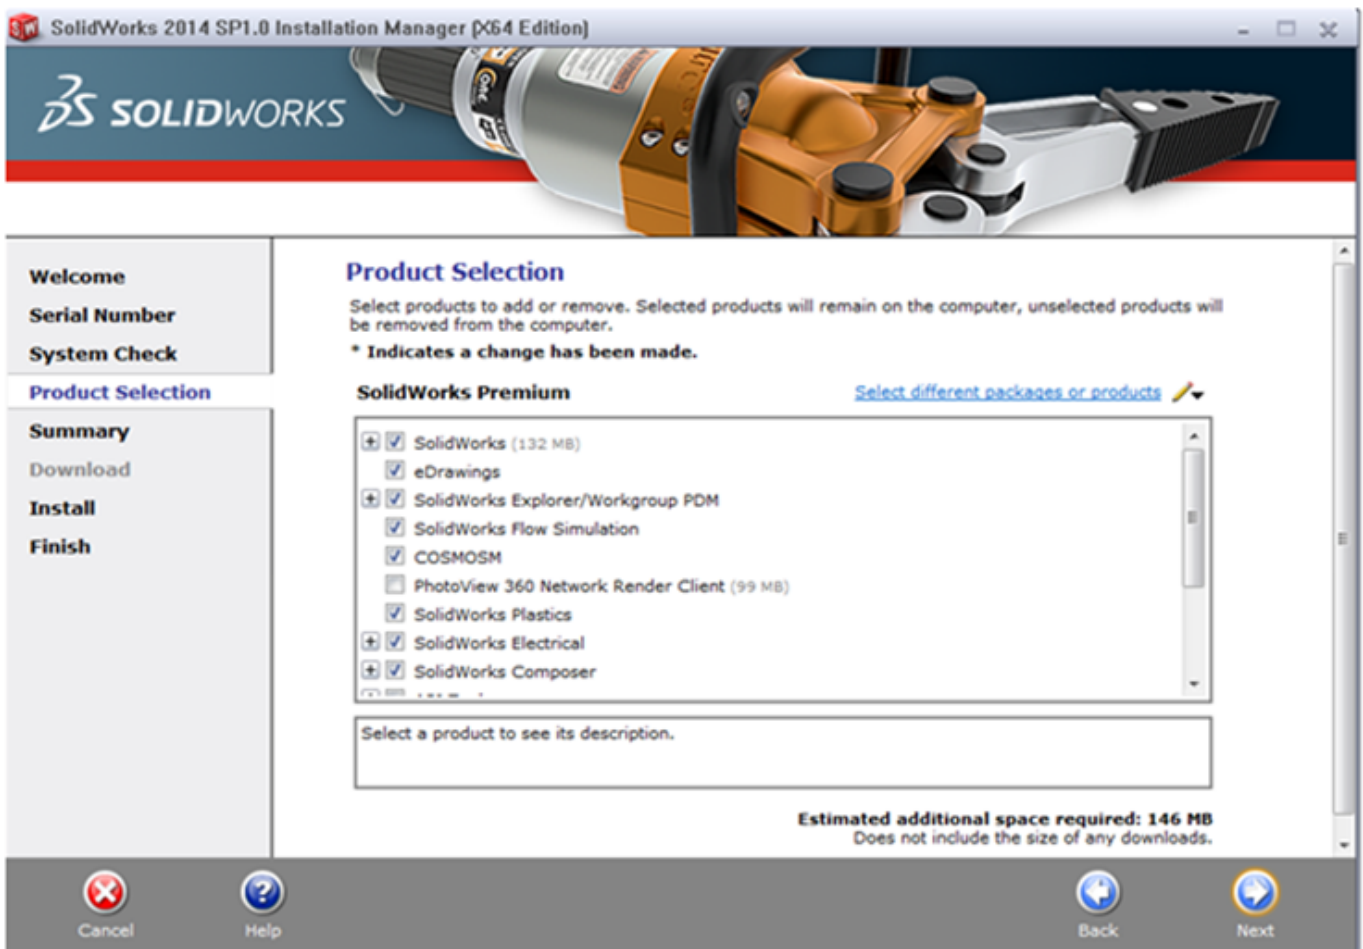 SolidWorks 2014 SP1.0 Installation Manager (X64 Edition)
SOLIDWORKS
Welcome
Serial Number
System Check
Product Selection
Summary
Download
Install
Finish
Product Selection
Select products to add or remove. Selected products will remain on the computer, unselected products will
be removed from the computer.
* Indicates a change has been made.
SolidWorks Premium
Select different packages or products
SolidWorks (132 MB)
eDrawings
SolidWorks Explorer/Workgroup PDM
SolidWorks Flow Simulation
COSMOSM
PhotoView 360 Network Render Client (99 MB)
SolidWorks Plastics
SolidWorks Electrical
SolidWorks Composer
Select a product to see its description.
Estimated additional space required: 146 MB
Does not include the size of any downloads.
Cancel
Help
Back
Next